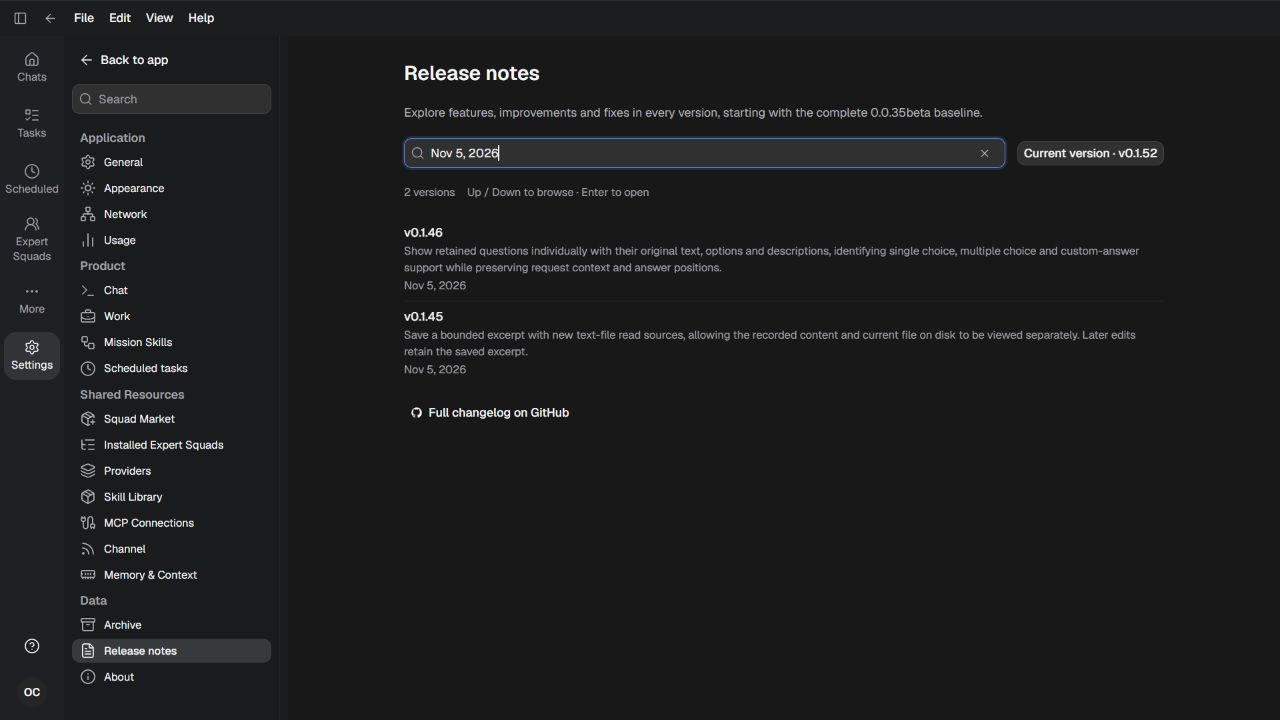 File Edit View Help
Chats
Tasks
Scheduled
Expert
Squads
More
Settings
OC
Back to app
Search
Application
General
Appearance
Network
Usage
Product
Chat
Work
Mission Skills
Scheduled tasks
Shared Resources
Squad Market
Installed Expert Squads
Providers
Skill Library
MCP Connections
Channel
Memory & Context
Data
Archive
Release notes
About
Release notes
Explore features, improvements and fixes in every version, starting with the complete 0.0.35beta baseline.
Nov 5, 2026
Current version · v0.1.52
2 versions Up / Down to browse · Enter to open
v0.1.46
Show retained questions individually with their original text, options and descriptions, identifying single choice, multiple choice and custom-answer
support while preserving request context and answer positions.
Nov 5, 2026
v0.1.45
Save a bounded excerpt with new text-file read sources, allowing the recorded content and current file on disk to be viewed separately. Later edits
retain the saved excerpt.
Nov 5, 2026
Full changelog on GitHub